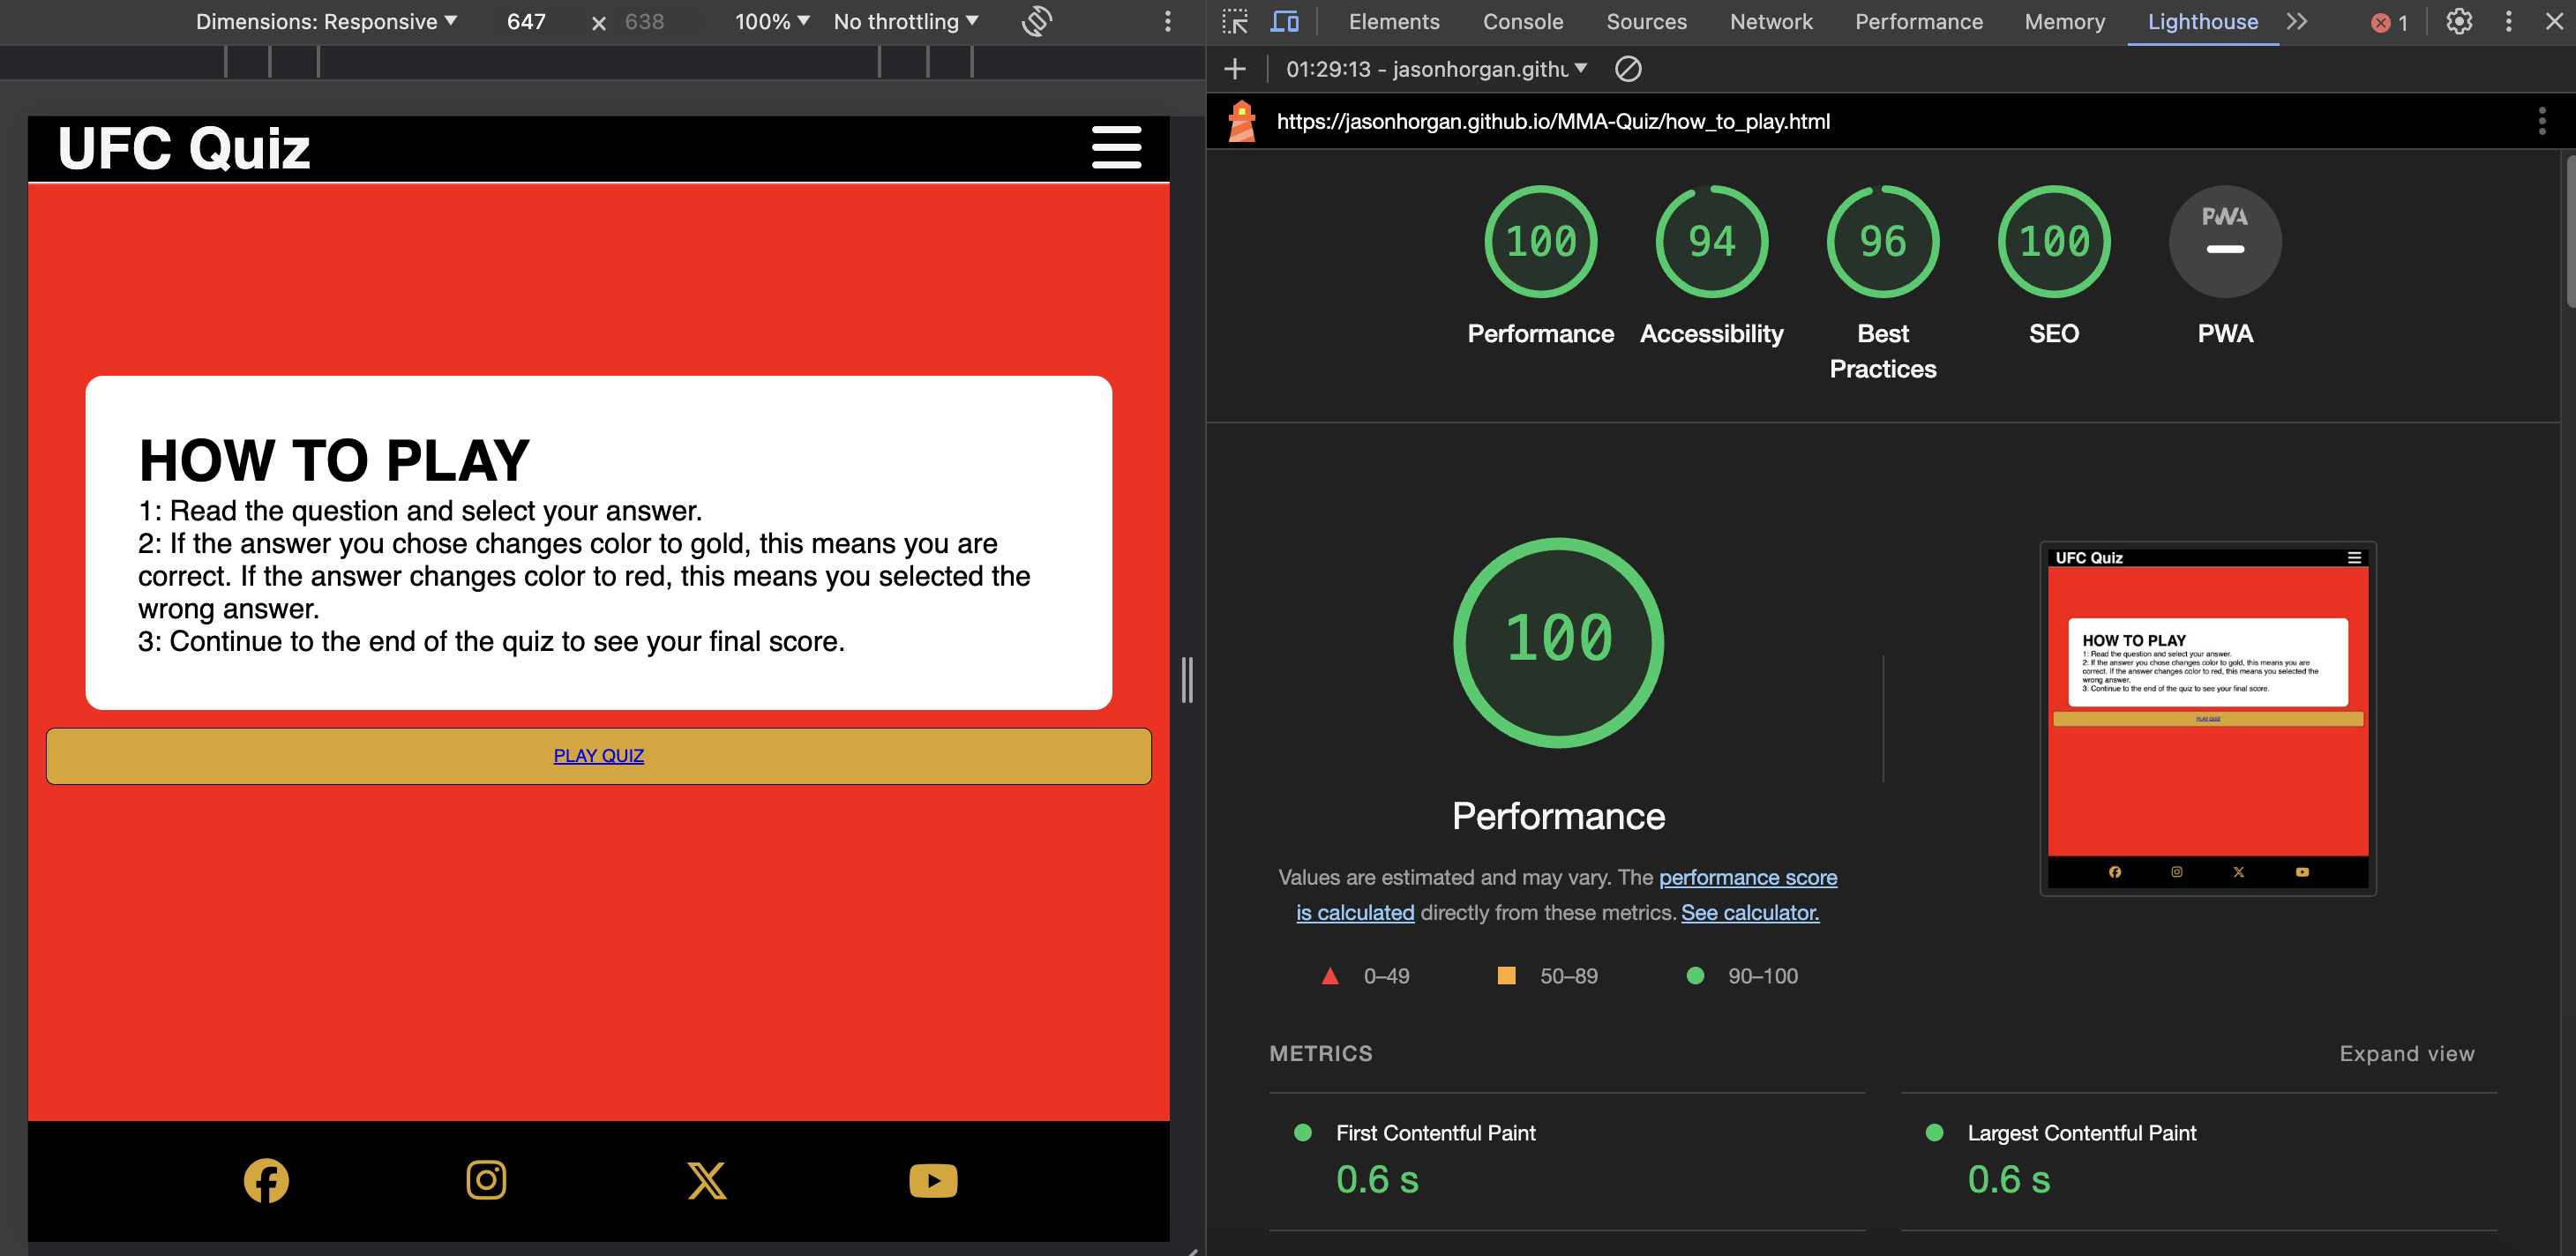 Dimensions: Responsive 647 × 638 100% No throttling
UFC Quiz
HOW TO PLAY
1: Read the question and select your answer.
2: If the answer you chose changes color to gold, this means you are
correct. If the answer changes color to red, this means you selected the
wrong answer.
3: Continue to the end of the quiz to see your final score.
PLAY QUIZ
Elements Console Sources Network Performance Memory Lighthouse 1
01:29:13 - jasonhorgan.githu
https://jasonhorgan.github.io/MMA-Quiz/how_to_play.html
100 94 96 100 PWA
Performance Accessibility Best Practices SEO PWA
100
Performance
Values are estimated and may vary. The performance score
is calculated directly from these metrics. See calculator.
0–49 50–89 90–100
UFC Quiz
HOW TO PLAY
1: Read the question and select your answer.
2: If the answer you chose changes color to gold, this means you are
correct. If the answer changes color to red, this means you selected the
wrong answer.
3: Continue to the end of the quiz to see your final score.
PLAY QUIZ
METRICS Expand view
First Contentful Paint
0.6 s
Largest Contentful Paint
0.6 s